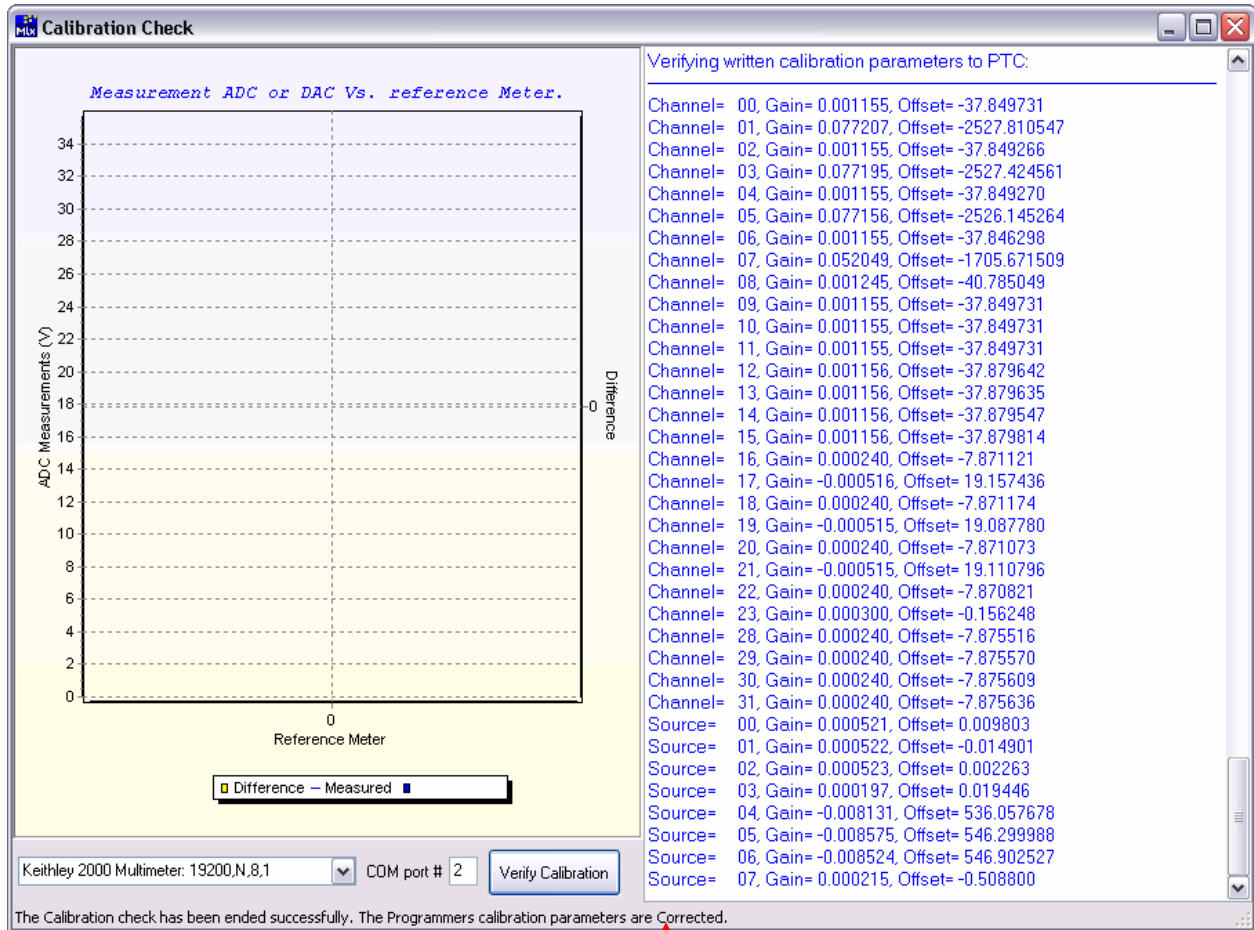 Mlx Calibration Check
Measurement ADC or DAC Vs. reference Meter.
34
32
30
28
26
24
22
20
18
16
14
12
10
8
6
4
2
0
ADC Measurements (V)
0
Difference
0
Reference Meter
Difference Measured
Keithley 2000 Multimeter: 19200,N,8,1 COM port # 2 Verify Calibration
Verifying written calibration parameters to PTC:
Channel= 00, Gain= 0.001155, Offset= -37.849731
Channel= 01, Gain= 0.077207, Offset= -2527.810547
Channel= 02, Gain= 0.001155, Offset= -37.849266
Channel= 03, Gain= 0.077195, Offset= -2527.424561
Channel= 04, Gain= 0.001155, Offset= -37.849270
Channel= 05, Gain= 0.077156, Offset= -2526.145264
Channel= 06, Gain= 0.001155, Offset= -37.846298
Channel= 07, Gain= 0.052049, Offset= -1705.671509
Channel= 08, Gain= 0.001245, Offset= -40.785049
Channel= 09, Gain= 0.001155, Offset= -37.849731
Channel= 10, Gain= 0.001155, Offset= -37.849731
Channel= 11, Gain= 0.001155, Offset= -37.849731
Channel= 12, Gain= 0.001156, Offset= -37.879642
Channel= 13, Gain= 0.001156, Offset= -37.879635
Channel= 14, Gain= 0.001156, Offset= -37.879547
Channel= 15, Gain= 0.001156, Offset= -37.879814
Channel= 16, Gain= 0.000240, Offset= -7.871121
Channel= 17, Gain= -0.000516, Offset= 19.157436
Channel= 18, Gain= 0.000240, Offset= -7.871174
Channel= 19, Gain= -0.000515, Offset= 19.087780
Channel= 20, Gain= 0.000240, Offset= -7.871073
Channel= 21, Gain= -0.000515, Offset= 19.110796
Channel= 22, Gain= 0.000240, Offset= -7.870821
Channel= 23, Gain= 0.000300, Offset= -0.156248
Channel= 28, Gain= 0.000240, Offset= -7.875516
Channel= 29, Gain= 0.000240, Offset= -7.875570
Channel= 30, Gain= 0.000240, Offset= -7.875609
Channel= 31, Gain= 0.000240, Offset= -7.875636
Source= 00, Gain= 0.000521, Offset= 0.009803
Source= 01, Gain= 0.000522, Offset= -0.014901
Source= 02, Gain= 0.000523, Offset= 0.002263
Source= 03, Gain= 0.000197, Offset= 0.019446
Source= 04, Gain= -0.008131, Offset= 536.057678
Source= 05, Gain= -0.008575, Offset= 546.299988
Source= 06, Gain= -0.008524, Offset= 546.902527
Source= 07, Gain= 0.000215, Offset= -0.508800
The Calibration check has been ended successfully. The Programmers calibration parameters are Corrected.